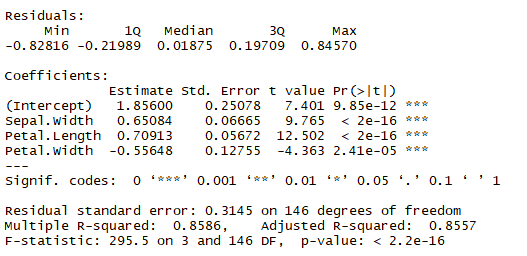 Residuals:
     Min       1Q   Median       3Q      Max
-0.82816 -0.21989  0.01875  0.19709  0.84570
Coefficients:
             Estimate Std. Error t value Pr(>|t|)
(Intercept)   1.85600    0.25078   7.401 9.85e-12 ***
Sepal.Width   0.65084    0.06665   9.765  < 2e-16 ***
Petal.Length  0.70913    0.05672  12.502  < 2e-16 ***
Petal.Width  -0.55648    0.12755  -4.363 2.41e-05 ***
---
Signif. codes:  0 ‘***’ 0.001 ‘**’ 0.01 ‘*’ 0.05 ‘.’ 0.1 ‘ ’ 1
Residual standard error: 0.3145 on 146 degrees of freedom
Multiple R-squared:  0.8586,	Adjusted R-squared:  0.8557
F-statistic: 295.5 on 3 and 146 DF,  p-value: < 2.2e-16